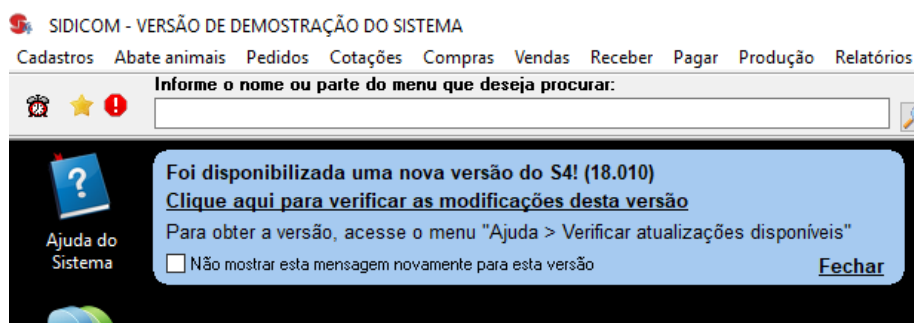 SIDICOM - VERSÃO DE DEMOSTRAÇÃO DO SISTEMA
Cadastros Abate animais Pedidos Cotações Compras Vendas Receber Pagar Produção Relatórios
Informe o nome ou parte do menu que deseja procurar:
Foi disponibilizada uma nova versão do S4! (18.010)
Clique aqui para verificar as modificações desta versão
Para obter a versão, acesse o menu "Ajuda > Verificar atualizações disponíveis"
Não mostrar esta mensagem novamente para esta versão
Fechar
Ajuda do
Sistema